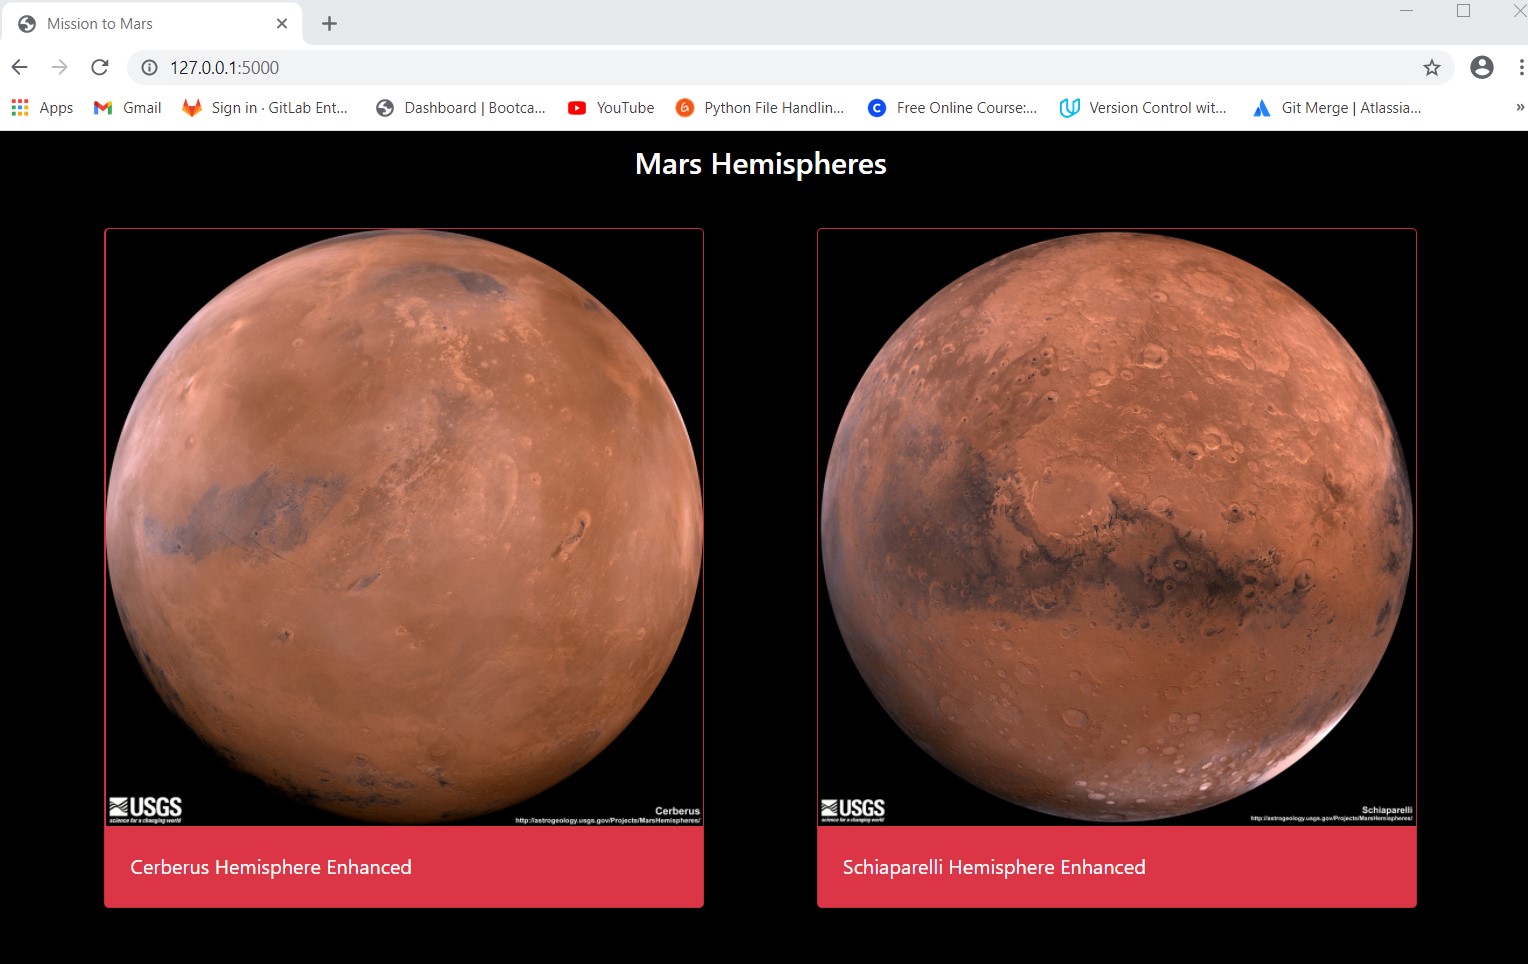 Mission to Mars
127.0.0.1:5000
Apps
Gmail
Sign in · GitLab Ent...
Dashboard | Bootca...
YouTube
Python File Handlin...
Free Online Course:...
Version Control wit...
Git Merge | Atlassia...
»
Mars Hemispheres
USGS
science for a changing world
Cerberus
http://astrogeology.usgs.gov/Projects/MarsHemispheres/
Cerberus Hemisphere Enhanced
USGS
science for a changing world
Schiaparelli
http://astrogeology.usgs.gov/Projects/MarsHemispheres/
Schiaparelli Hemisphere Enhanced